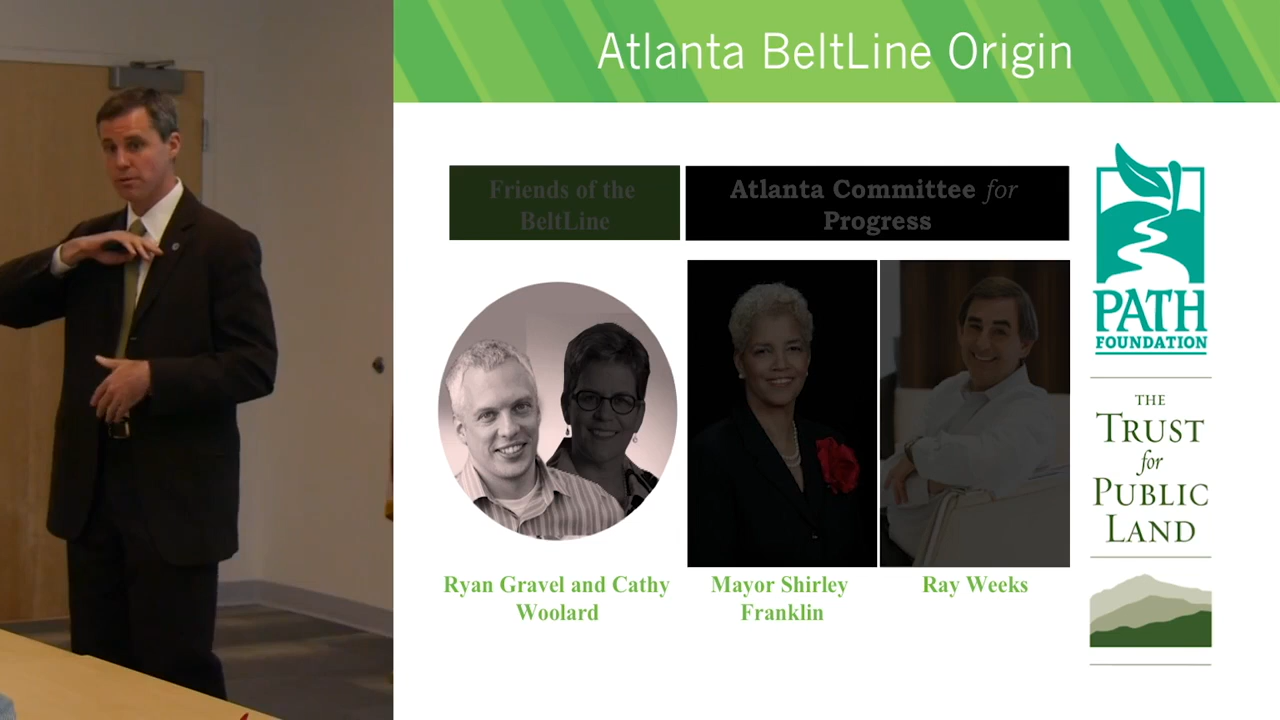 Atlanta BeltLine Origin
Friends of the
BeltLine
Atlanta Committee for
Progress
PATH
FOUNDATION
THE
TRUST
for
PUBLIC
LAND
Ryan Gravel and Cathy
Woolard
Mayor Shirley
Franklin
Ray Weeks